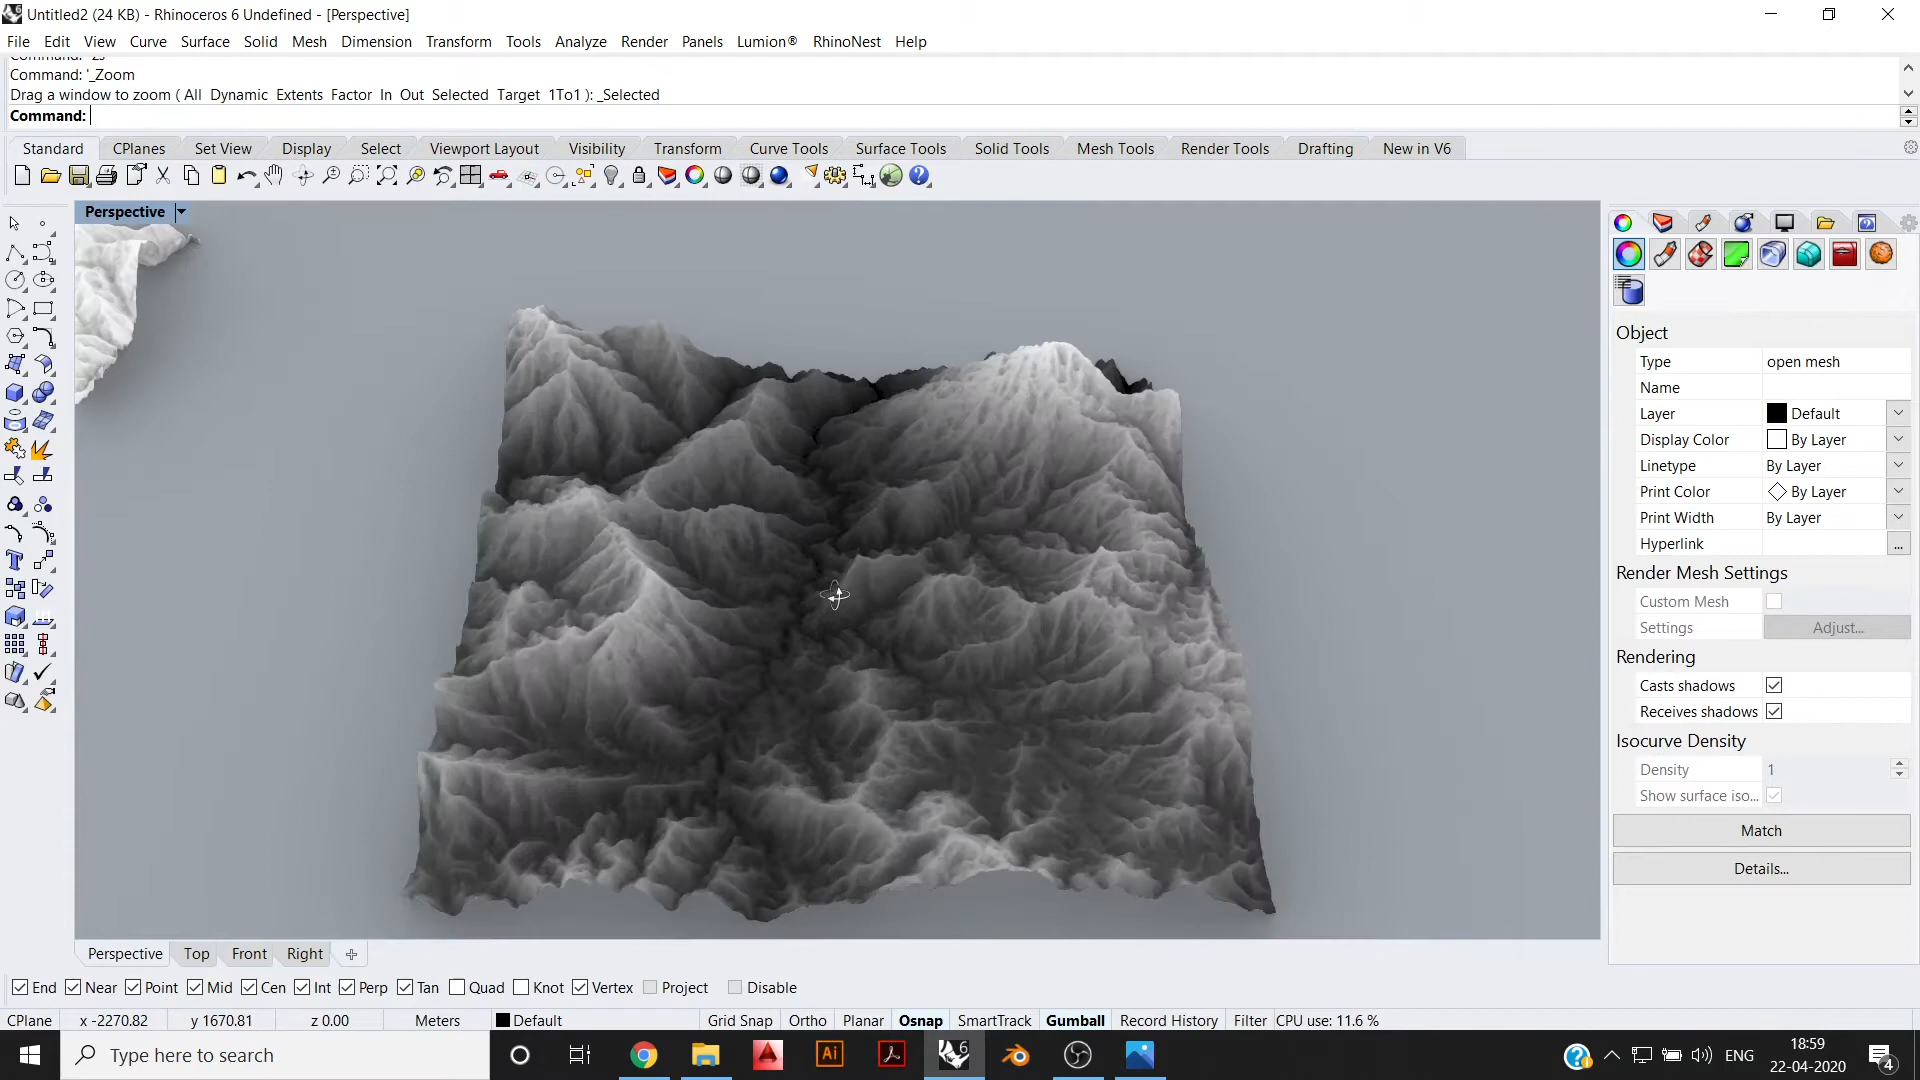 Untitled2 (24 KB) - Rhinoceros 6 Undefined - [Perspective]
File Edit View Curve Surface Solid Mesh Dimension Transform Tools Analyze Render Panels Lumion® RhinoNest Help
Command: '_Zoom
Drag a window to zoom ( All Dynamic Extents Factor In Out Selected Target 1To1 ): _Selected
Command:
Standard CPlanes Set View Display Select Viewport Layout Visibility Transform Curve Tools Surface Tools Solid Tools Mesh Tools Render Tools Drafting New in V6
Perspective
Object
Type open mesh
Name
Layer Default
Display Color By Layer
Linetype By Layer
Print Color By Layer
Print Width By Layer
Hyperlink ...
Render Mesh Settings
Custom Mesh
Settings Adjust...
Rendering
Casts shadows
Receives shadows
Isocurve Density
Density 1
Show surface iso...
Match
Details...
Perspective Top Front Right
End Near Point Mid Cen Int Perp Tan Quad Knot Vertex Project Disable
CPlane x -2270.82 y 1670.81 z 0.00 Meters Default Grid Snap Ortho Planar Osnap SmartTrack Gumball Record History Filter CPU use: 11.6 %
Type here to search
Ai
6
ENG
18:59
22-04-2020
4